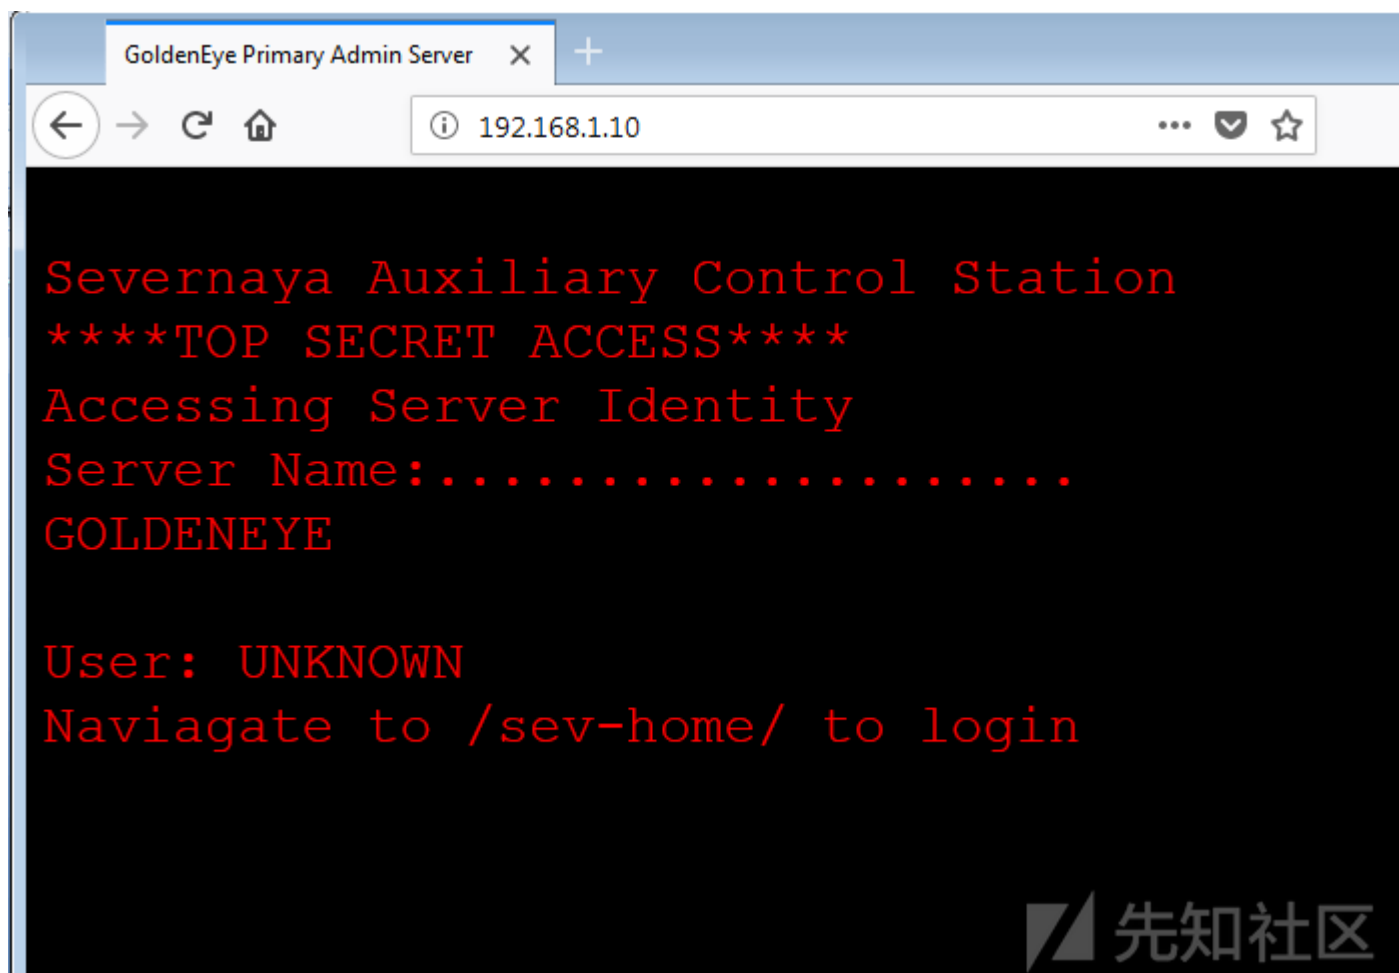 GoldenEye Primary Admin Server
192.168.1.10
Severnaya Auxiliary Control Station
****TOP SECRET ACCESS****
Accessing Server Identity
Server Name:....................
GOLDENEYE
User: UNKNOWN
Naviagate to /sev-home/ to login
先知社区